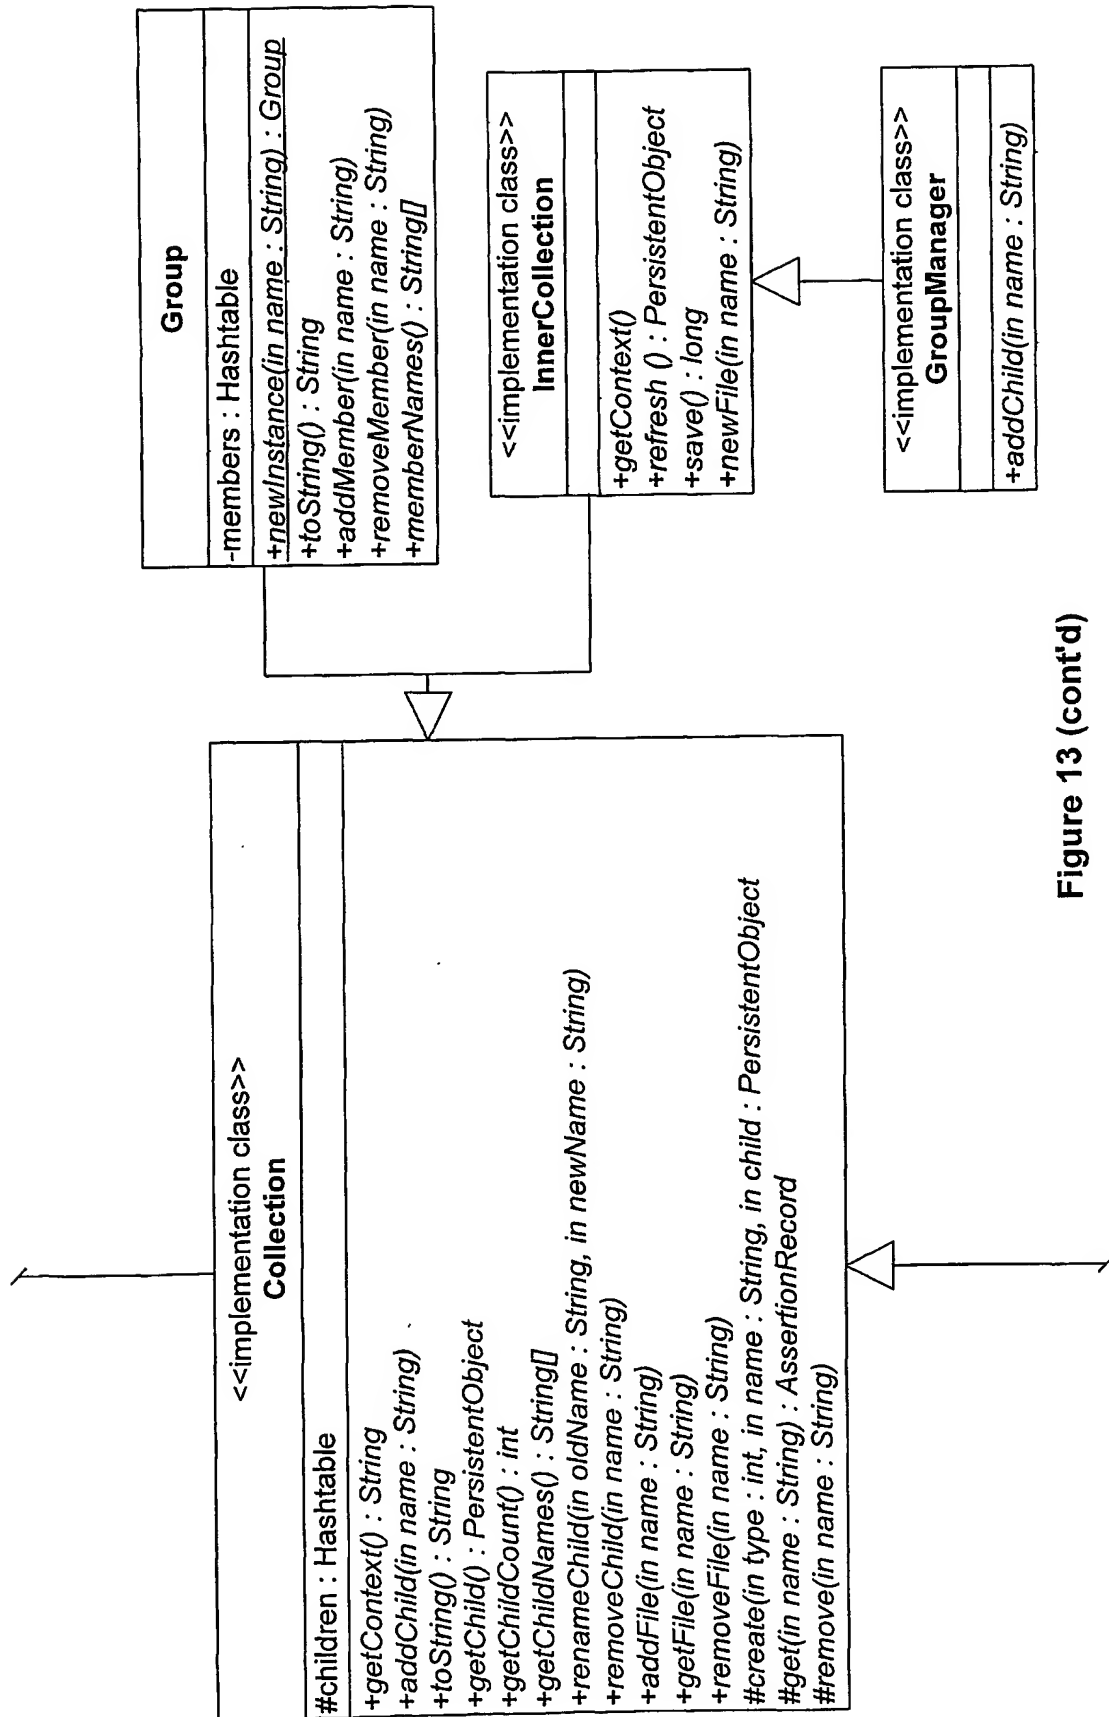 <<implementation class>>
Collection
#children : Hashtable
+getContext() : String
+addChild(in name : String)
+toString() : String
+getChild() : PersistentObject
+getChildCount() : int
+getChildNames() : String[]
+renameChild(in oldName : String, in newName : String)
+removeChild(in name : String)
+addFile(in name : String)
+getFile(in name : String)
+removeFile(in name : String)
#create(in type : int, in name : String, in child : PersistentObject
#get(in name : String) : AssertionRecord
#remove(in name : String)
Group
-members : Hashtable
+newInstance(in name : String) : Group
+toString() : String
+addMember(in name : String)
+removeMember(in name : String)
+memberNames() : String[]
<<implementation class>>
InnerCollection
+getContext()
+refresh () : PersistentObject
+save() : long
+newFile(in name : String)
<<implementation class>>
GroupManager
+addChild(in name : String)
Figure 13 (cont'd)